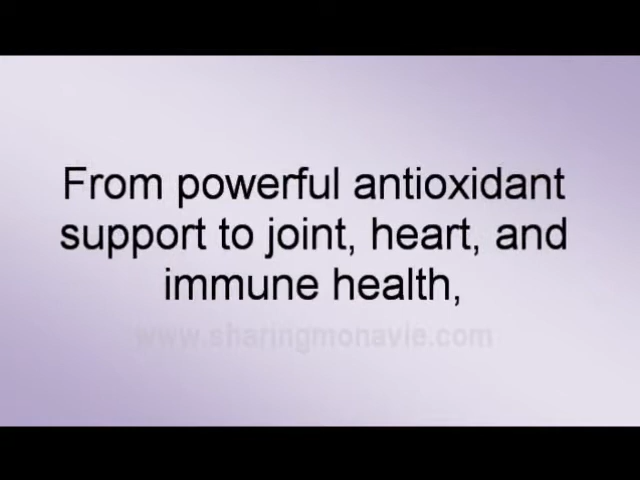 From powerful antioxidant
support to joint, heart, and
immune health,
www.sharingmonavie.com